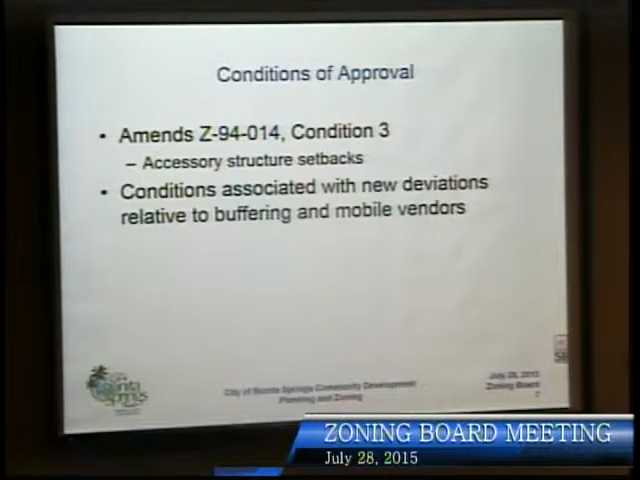 Conditions of Approval
• Amends Z-94-014, Condition 3
– Accessory structure setbacks
• Conditions associated with new deviations
relative to buffering and mobile vendors
Bonita
Springs
City of Bonita Springs Community Development
Planning and Zoning
July 28, 2015
Zoning Board
ZONING BOARD MEETING
July 28, 2015